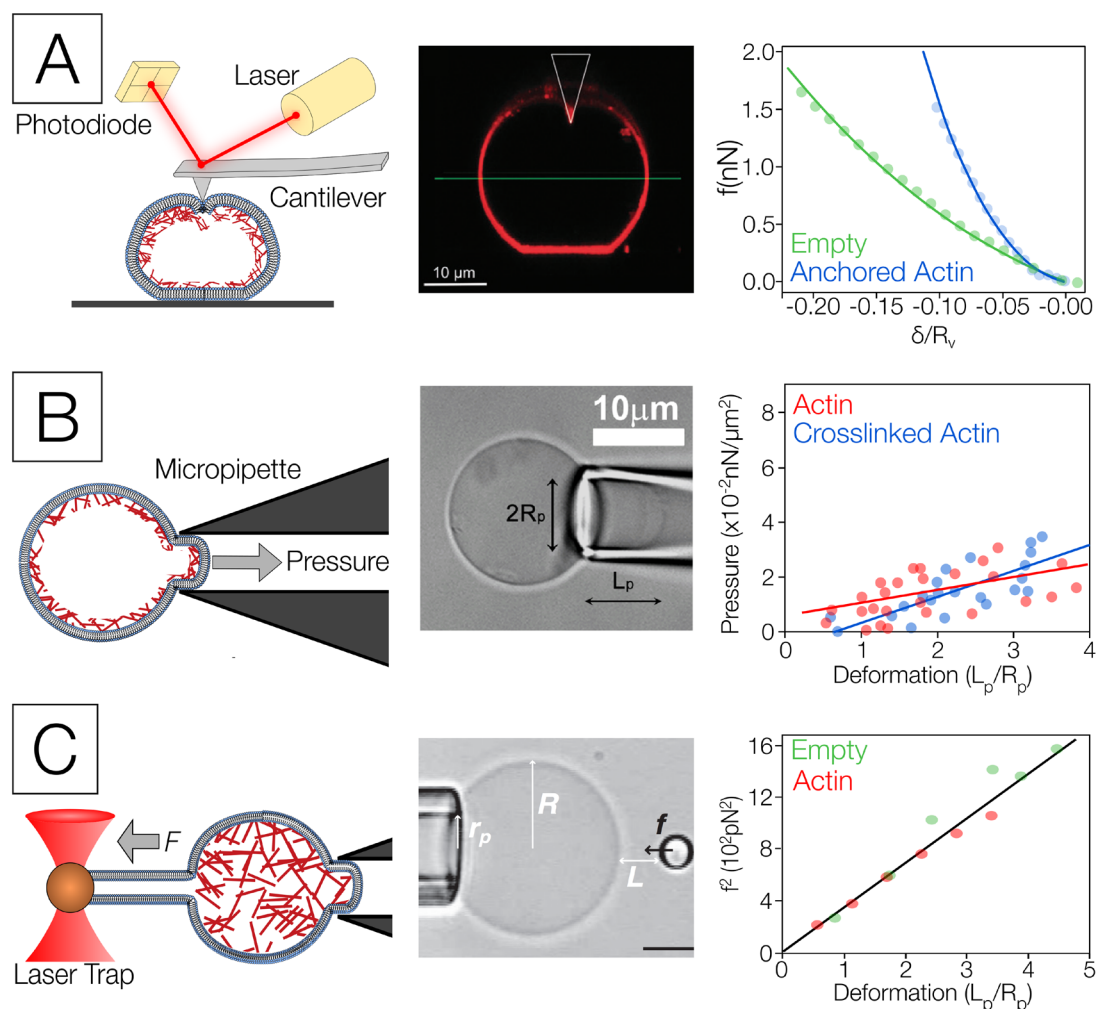 A
Laser
Photodiode
Cantilever
10 μm
f(nN)
2.0
1.5
1.0
0.5
0.0
Empty
Anchored Actin
-0.20 -0.15 -0.10 -0.05 -0.00
δ/Rᵥ
B
Micropipette
Pressure
10μm
2Rₚ
Lₚ
Pressure (x10⁻²nN/μm²)
8
6
4
2
0
Actin
Crosslinked Actin
0 1 2 3 4
Deformation (Lₚ/Rₚ)
C
F
Laser Trap
R
rₚ
f
L
f² (10²pN²)
16
12
8
4
0
Empty
Actin
0 1 2 3 4 5
Deformation (Lₚ/Rₚ)